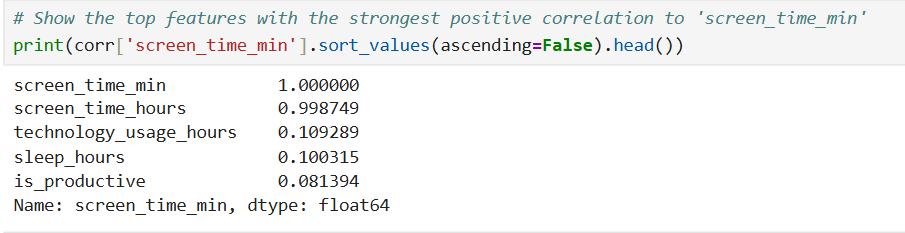 # Show the top features with the strongest positive correlation to 'screen_time_min'
print(corr['screen_time_min'].sort_values(ascending=False).head())
screen_time_min 1.000000
screen_time_hours 0.998749
technology_usage_hours 0.109289
sleep_hours 0.100315
is_productive 0.081394
Name: screen_time_min, dtype: float64